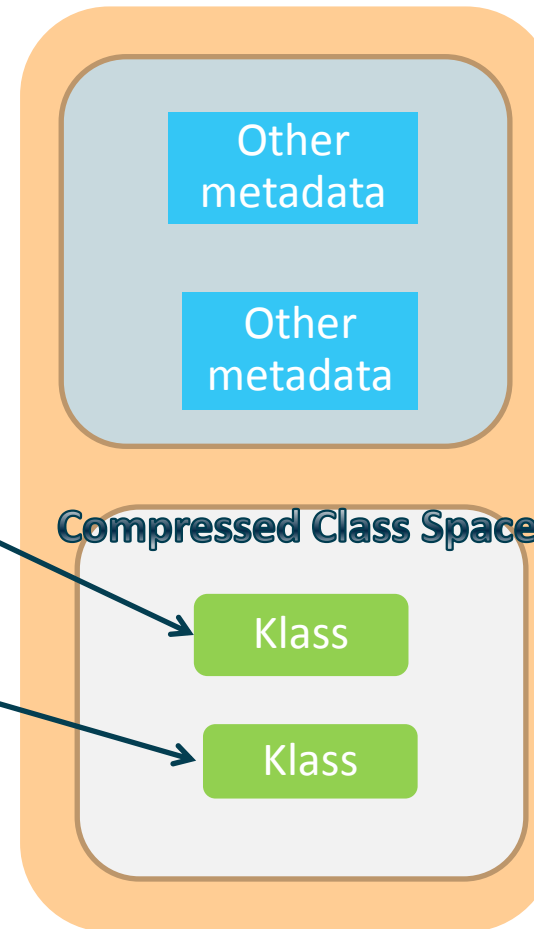 Other
metadata
Other
metadata
Compressed Class Space
Klass
Klass